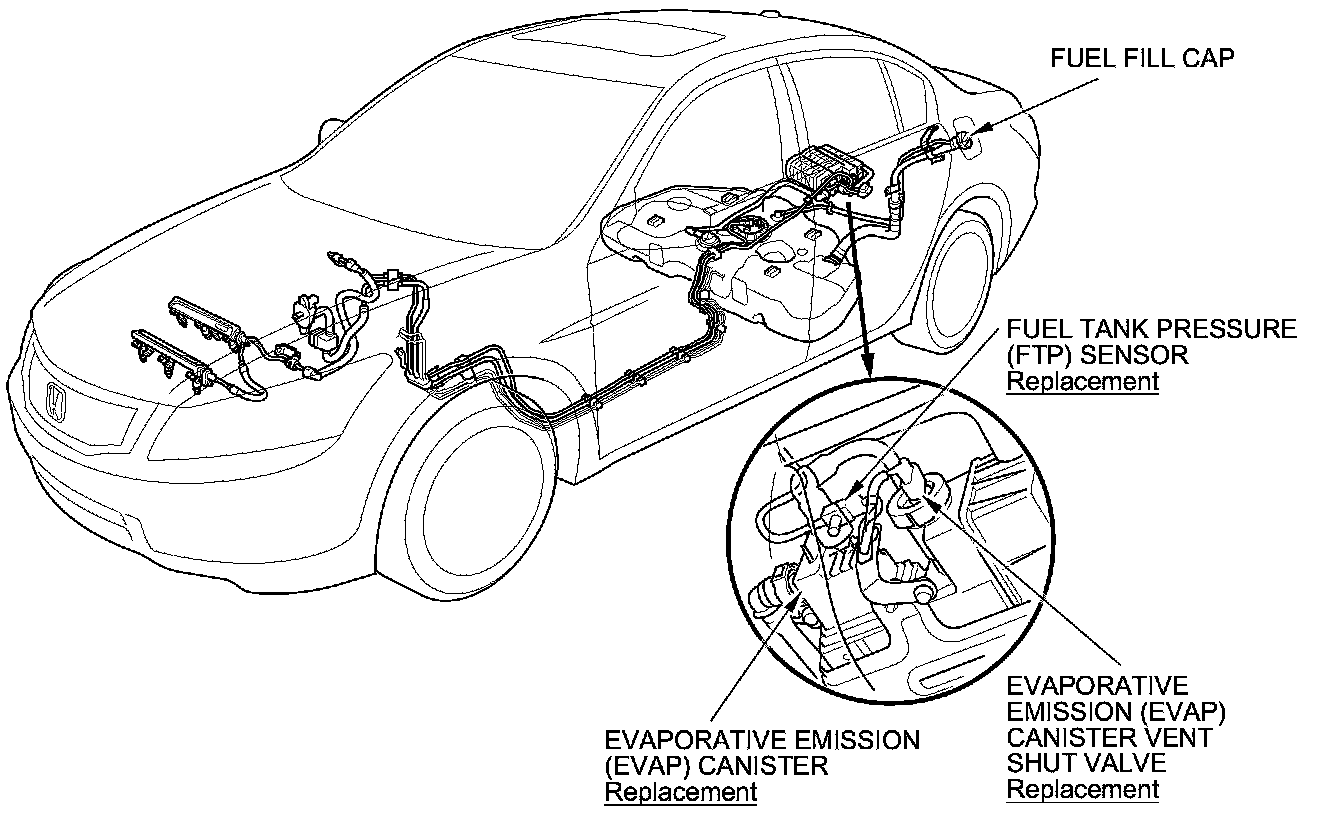 FUEL FILL CAP
FUEL TANK PRESSURE
(FTP) SENSOR
Replacement
EVAPORATIVE
EMISSION (EVAP)
CANISTER VENT
SHUT VALVE
Replacement
EVAPORATIVE EMISSION
(EVAP) CANISTER
Replacement